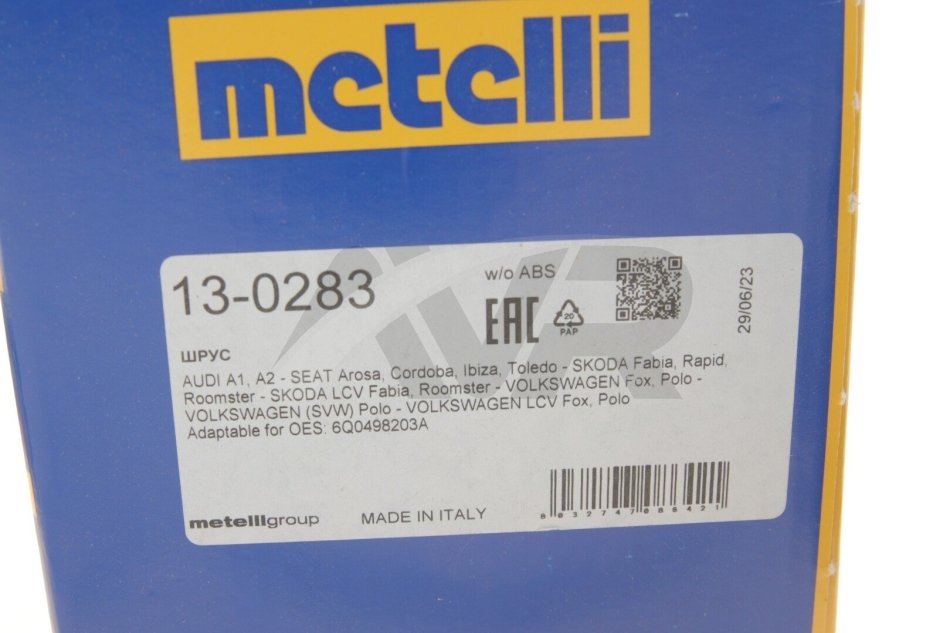 metelli
13-0283
w/o ABS
EAC
20
PAP
29/06/23
ШРУС
AUDI A1, A2 - SEAT Arosa, Cordoba, Ibiza, Toledo - SKODA Fabia, Rapid,
Roomster - SKODA LCV Fabia, Roomster - VOLKSWAGEN Fox, Polo -
VOLKSWAGEN (SVW) Polo - VOLKSWAGEN LCV Fox, Polo
Adaptable for OES: 6Q0498203A
metelligroup
MADE IN ITALY
8032747086421
AVR